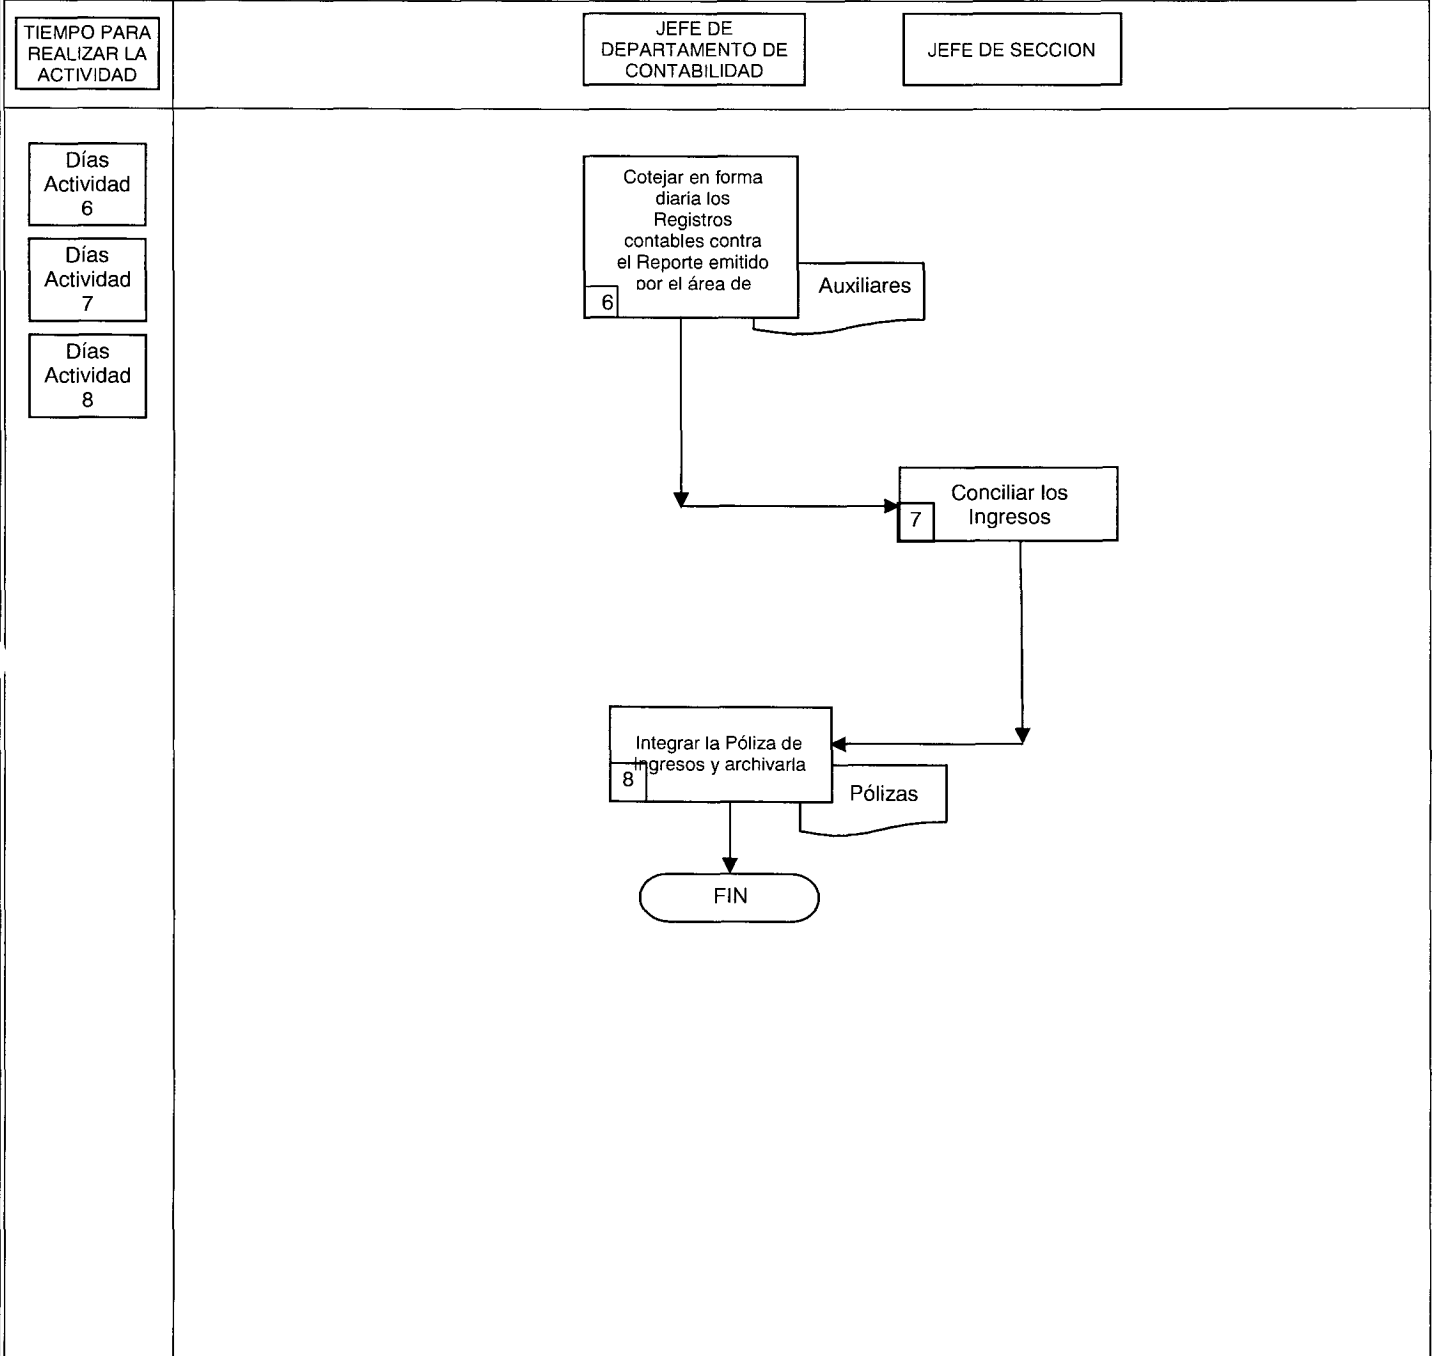 TIEMPO PARA
REALIZAR LA
ACTIVIDAD
JEFE DE
DEPARTAMENTO DE
CONTABILIDAD
JEFE DE SECCION
Días
Actividad
6
Días
Actividad
7
Días
Actividad
8
Cotejar en forma
diaria los
Registros
contables contra
el Reporte emitido
por el área de
6
Auxiliares
Conciliar los
Ingresos
7
Integrar la Póliza de
Ingresos y archivarla
8
Pólizas
FIN